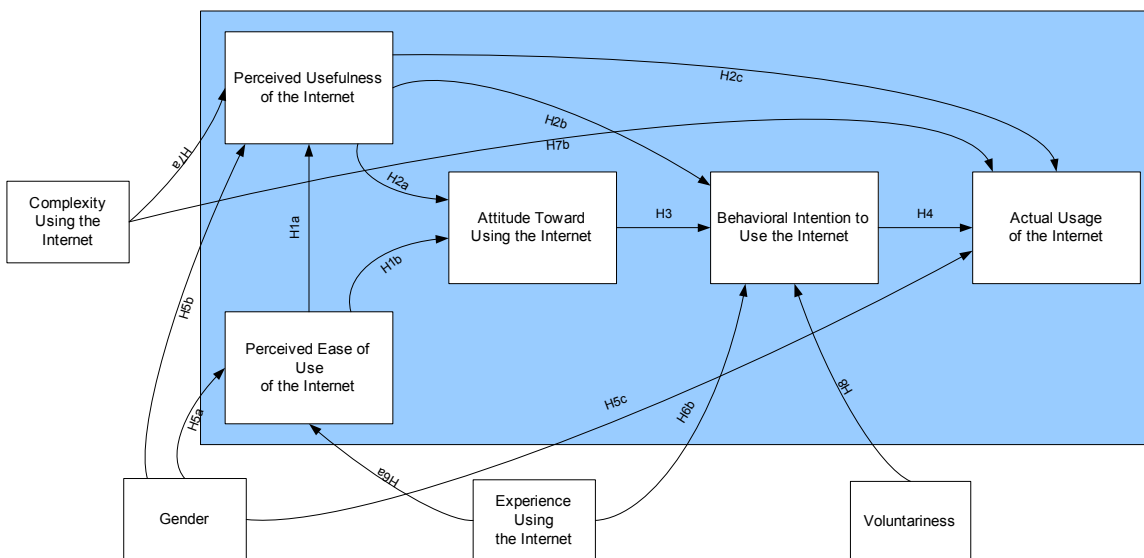 Perceived Usefulness
of the Internet
H2c
H2b
H7a
H7b
H2a
Complexity
Using the
Internet
Attitude Toward
Using the Internet
H3
Behavioral Intention to
Use the Internet
H4
Actual Usage
of the Internet
H1a
H1b
H5b
Perceived Ease of
Use
of the Internet
H5a
H5c
H6b
H8
H6a
Gender
Experience
Using
the Internet
Voluntariness